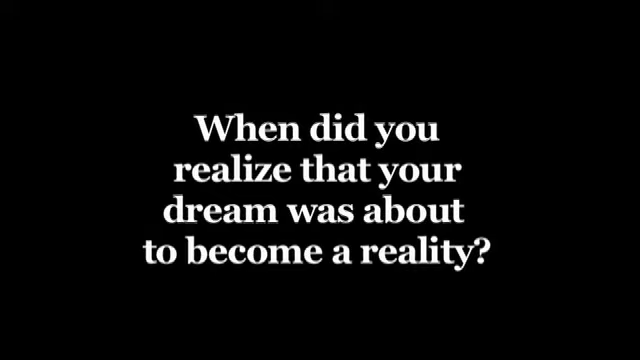 When did you
realize that your
dream was about
to become a reality?